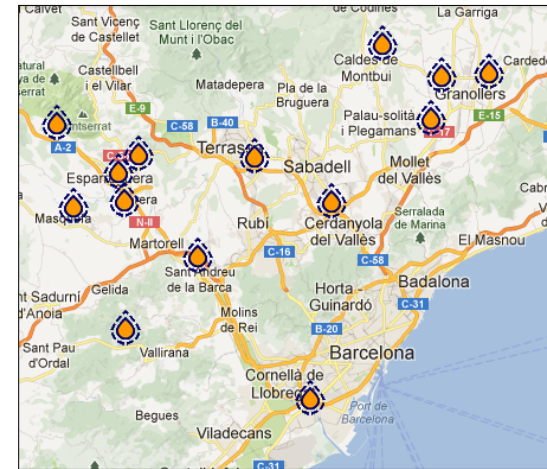 Calvet
Sant Vicenç
de Castellet
Sant Llorenç del
Munt i l'Obac
de Codines
La Garriga
Castellbell
i el Vilar
Matadepera
Pla de la
Bruguera
Caldes de
Montbui
Granollers
E-9
C-58
B-40
Palau-solità
i Plegamans
E-15
A-2
Terrassa
Sabadell
Mollet
del Vallès
N-II
Rubí
Cerdanyola
del Vallès
Serralada
de Marina
El Masnou
Martorell
C-16
C-58
Sant Andreu
de la Barca
Gelida
Badalona
Horta -
Guinardó
C-31
nt Sadurní
d'Anoia
Molins
de Rei
B-20
Sant Pau
d'Ordal
Vallirana
Barcelona
Cornellà de
Port de
Barcelona
Begues
Viladecans
C-31